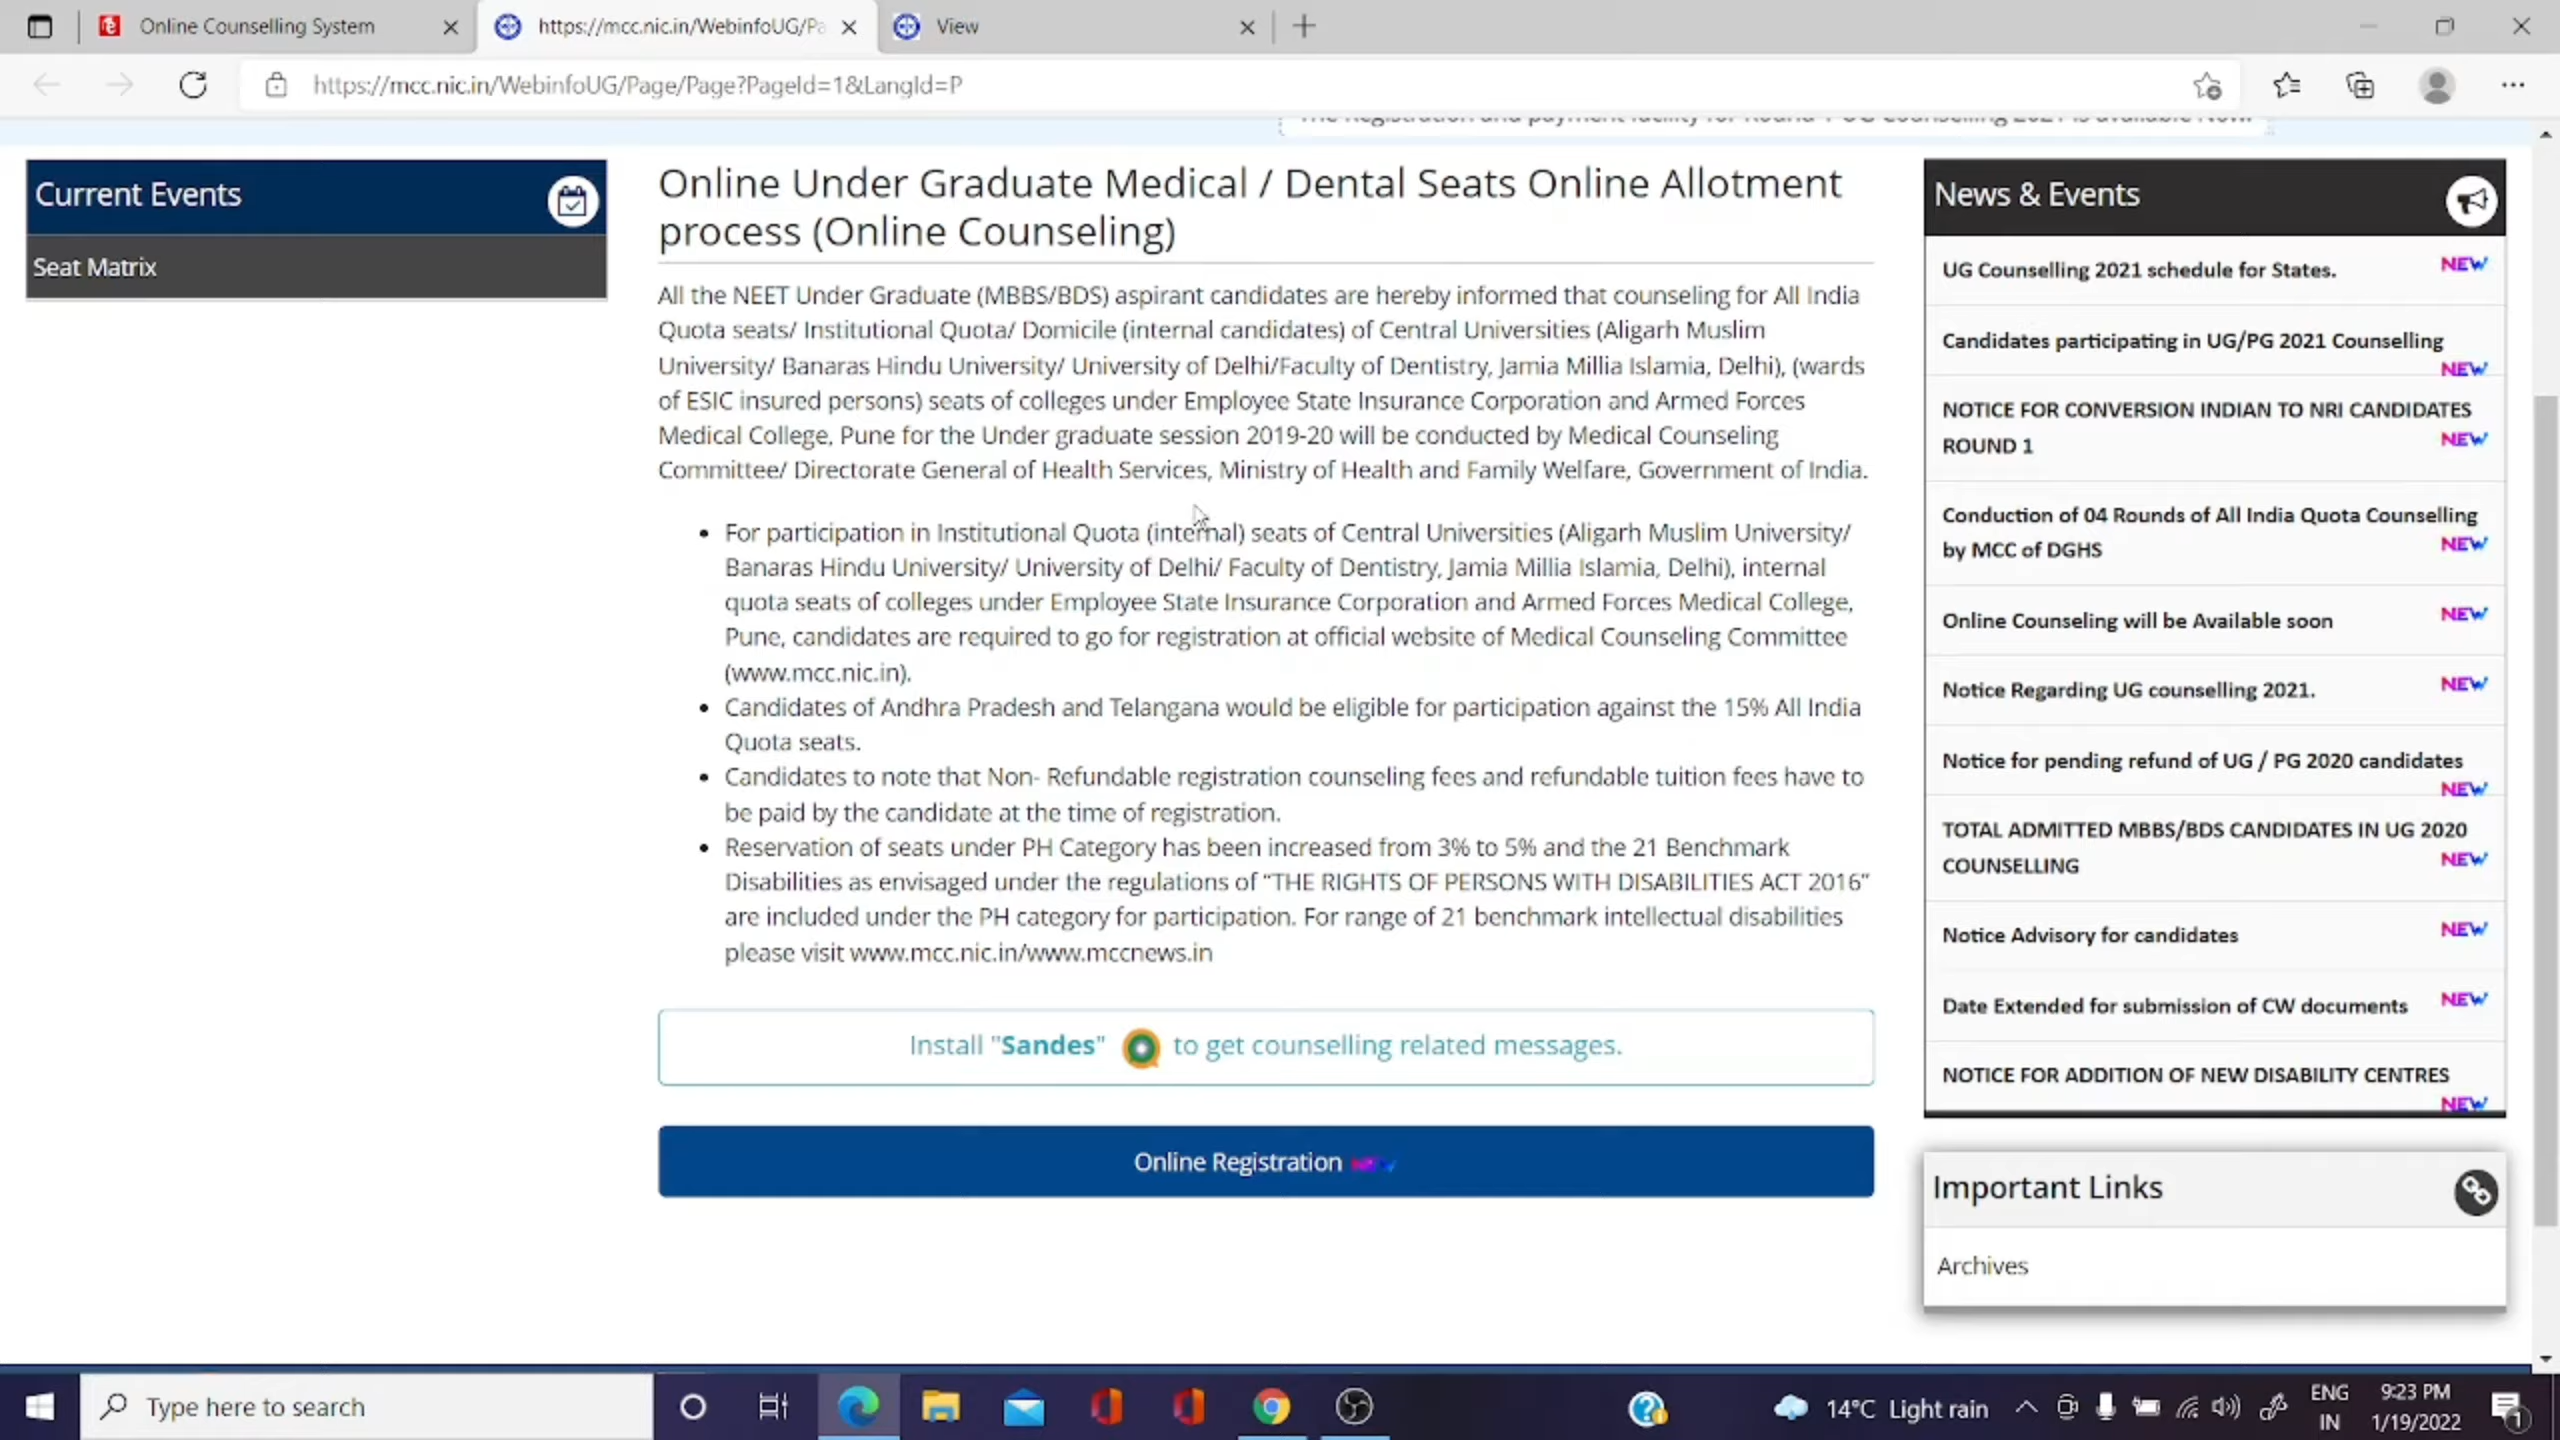 Online Counselling System
https://mcc.nic.in/WebinfoUG/Pa
View
https://mcc.nic.in/WebinfoUG/Page/Page?PageId=1&LangId=P
The Registration and payment facility for Round-1 UG Counselling 2021 is available Now.
Current Events
Seat Matrix
Online Under Graduate Medical / Dental Seats Online Allotment
process (Online Counseling)
All the NEET Under Graduate (MBBS/BDS) aspirant candidates are hereby informed that counseling for All India
Quota seats/ Institutional Quota/ Domicile (internal candidates) of Central Universities (Aligarh Muslim
University/ Banaras Hindu University/ University of Delhi/Faculty of Dentistry, Jamia Millia Islamia, Delhi), (wards
of ESIC insured persons) seats of colleges under Employee State Insurance Corporation and Armed Forces
Medical College, Pune for the Under graduate session 2019-20 will be conducted by Medical Counseling
Committee/ Directorate General of Health Services, Ministry of Health and Family Welfare, Government of India.
• For participation in Institutional Quota (internal) seats of Central Universities (Aligarh Muslim University/
Banaras Hindu University/ University of Delhi/ Faculty of Dentistry, Jamia Millia Islamia, Delhi), internal
quota seats of colleges under Employee State Insurance Corporation and Armed Forces Medical College,
Pune, candidates are required to go for registration at official website of Medical Counseling Committee
(www.mcc.nic.in).
• Candidates of Andhra Pradesh and Telangana would be eligible for participation against the 15% All India
Quota seats.
• Candidates to note that Non- Refundable registration counseling fees and refundable tuition fees have to
be paid by the candidate at the time of registration.
• Reservation of seats under PH Category has been increased from 3% to 5% and the 21 Benchmark
Disabilities as envisaged under the regulations of “THE RIGHTS OF PERSONS WITH DISABILITIES ACT 2016”
are included under the PH category for participation. For range of 21 benchmark intellectual disabilities
please visit www.mcc.nic.in/www.mccnews.in
Install "Sandes" to get counselling related messages.
Online Registration NEW
News & Events
UG Counselling 2021 schedule for States. NEW
Candidates participating in UG/PG 2021 Counselling
NEW
NOTICE FOR CONVERSION INDIAN TO NRI CANDIDATES
ROUND 1 NEW
Conduction of 04 Rounds of All India Quota Counselling
by MCC of DGHS NEW
Online Counseling will be Available soon NEW
Notice Regarding UG counselling 2021. NEW
Notice for pending refund of UG / PG 2020 candidates
NEW
TOTAL ADMITTED MBBS/BDS CANDIDATES IN UG 2020
COUNSELLING NEW
Notice Advisory for candidates NEW
Date Extended for submission of CW documents NEW
NOTICE FOR ADDITION OF NEW DISABILITY CENTRES
NEW
Important Links
Archives
Type here to search
14°C Light rain
ENG
IN
9:23 PM
1/19/2022
1